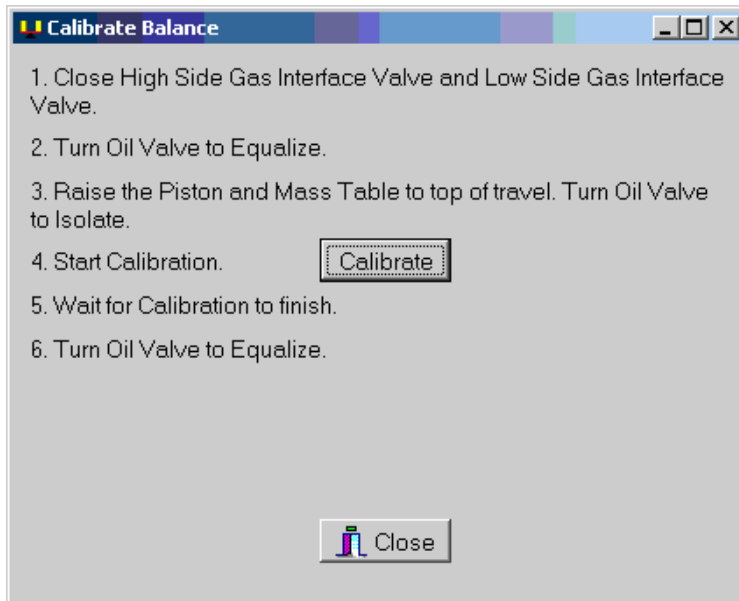 Calibrate Balance
1. Close High Side Gas Interface Valve and Low Side Gas Interface
Valve.
2. Turn Oil Valve to Equalize.
3. Raise the Piston and Mass Table to top of travel. Turn Oil Valve
to Isolate.
4. Start Calibration. Calibrate
5. Wait for Calibration to finish.
6. Turn Oil Valve to Equalize.
Close